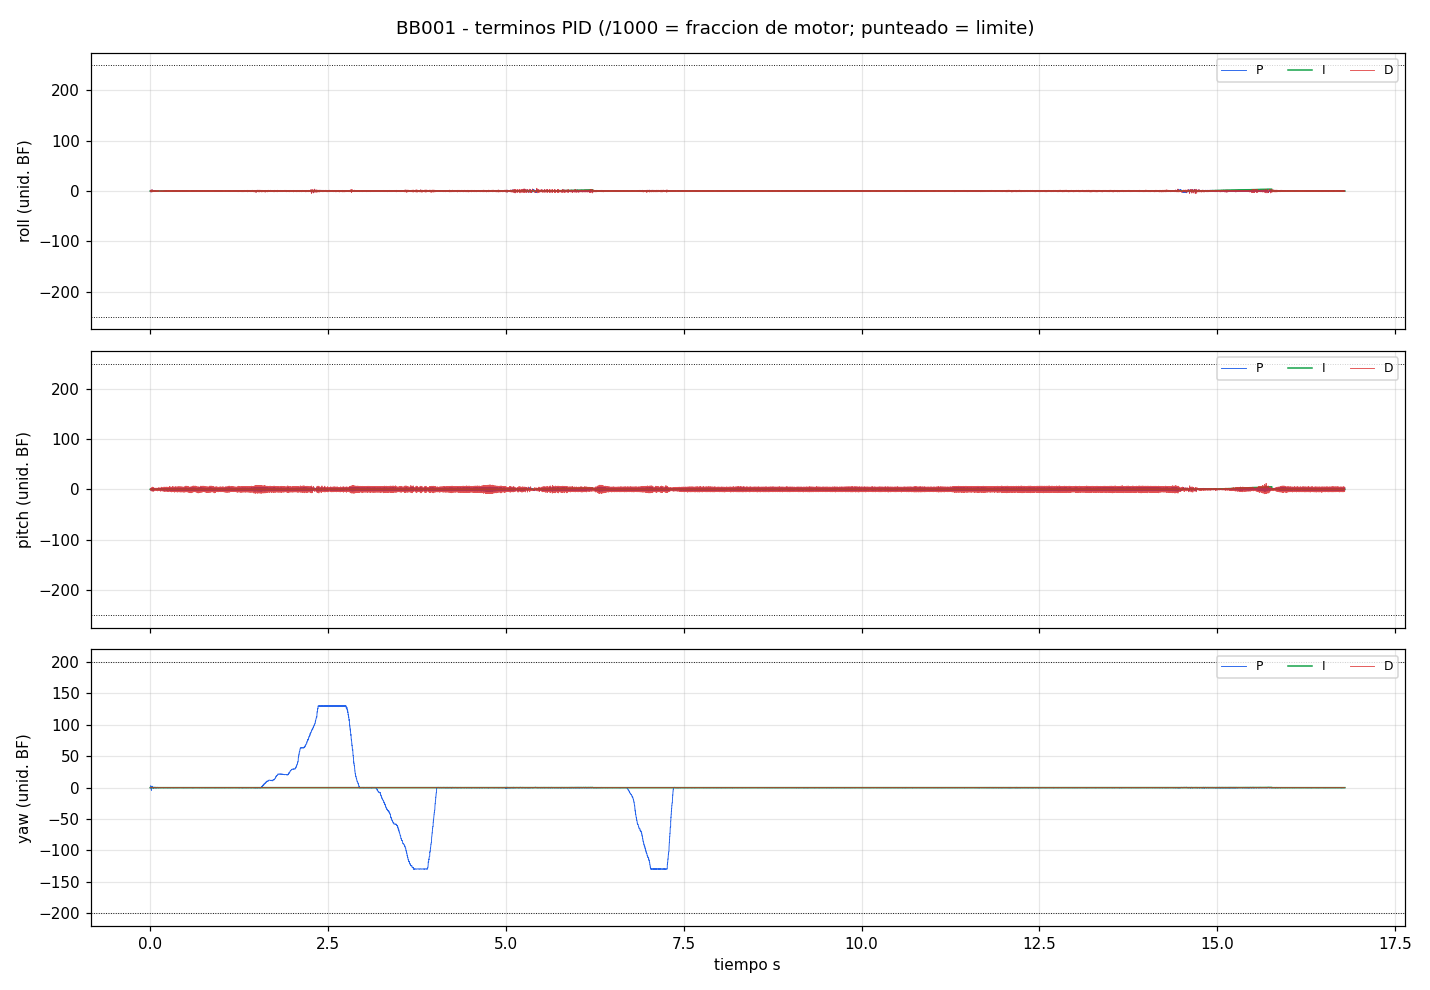 BB001 - terminos PID (/1000 = fraccion de motor; punteado = limite)
P I D
200
100
0
−100
−200
roll (unid. BF)
P I D
200
100
0
−100
−200
pitch (unid. BF)
P I D
200
150
100
50
0
−50
−100
−150
−200
yaw (unid. BF)
0.0 2.5 5.0 7.5 10.0 12.5 15.0 17.5
tiempo s